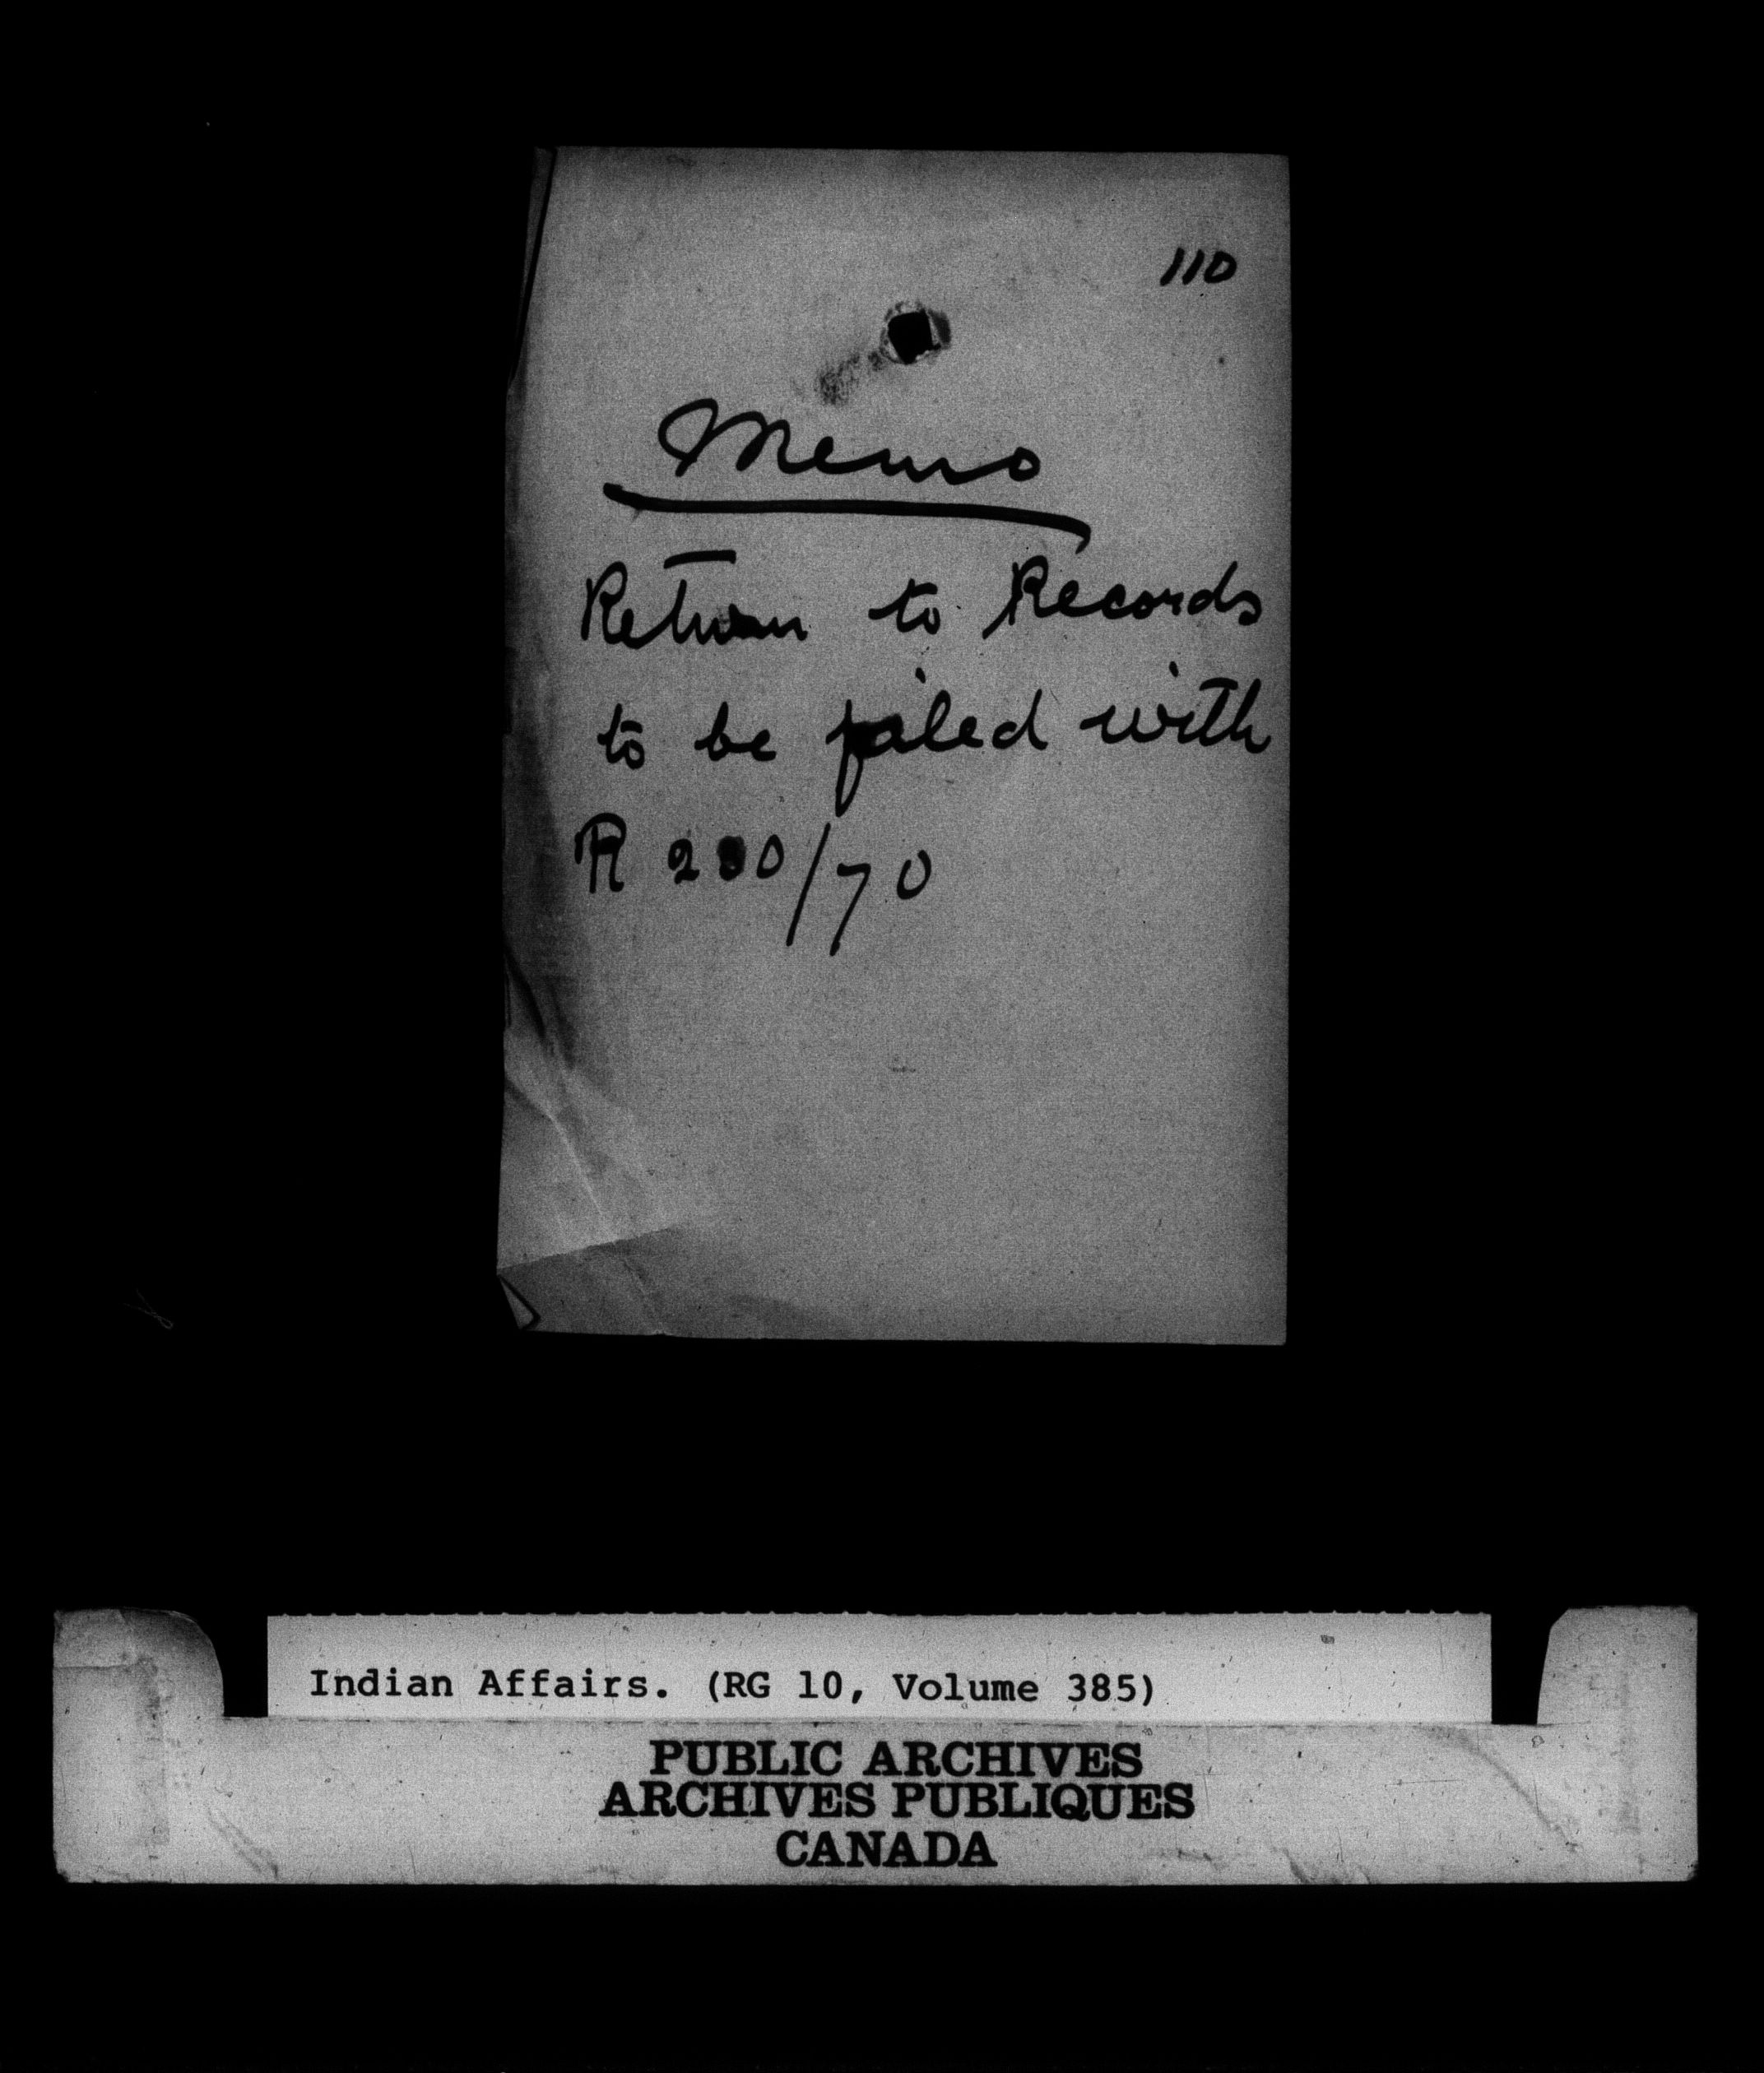 110
Memo
Return to Records
to be filed with
R 200/70
Indian Affairs. (RG 10, Volume 385)
PUBLIC ARCHIVES
ARCHIVES PUBLIQUES
CANADA